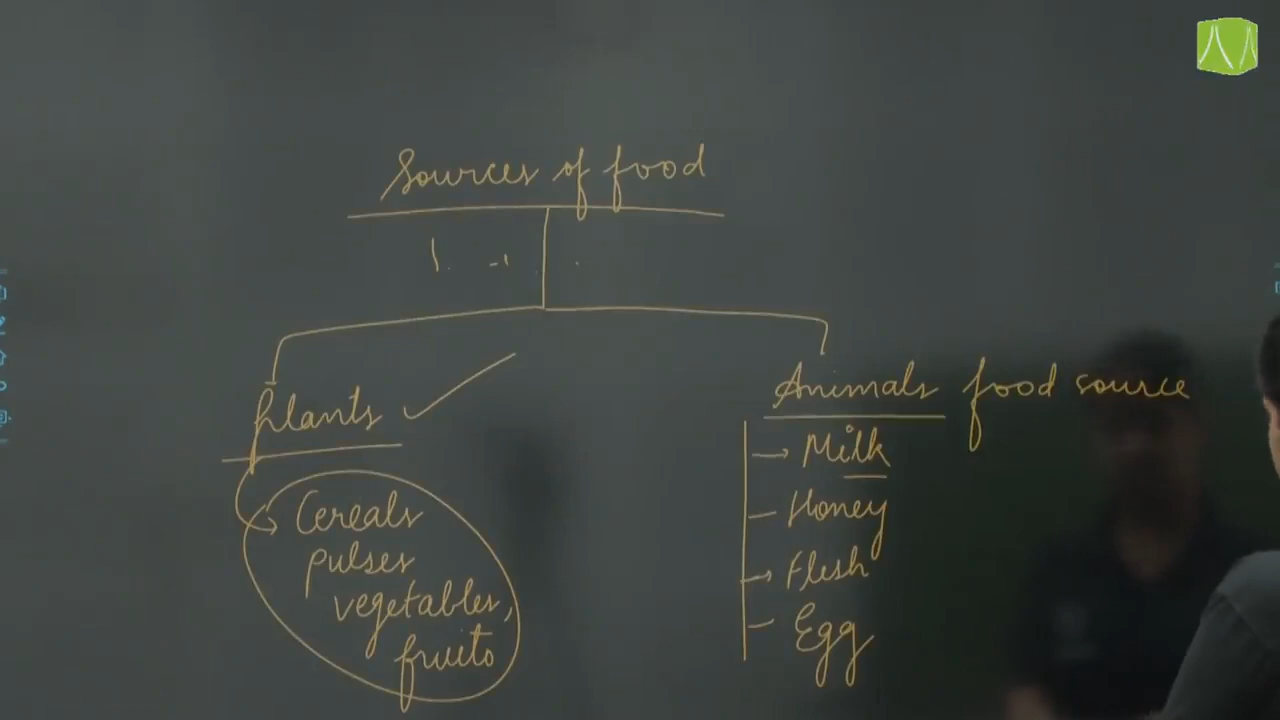 Sources of food
Plants
Animals food source
Cereals
pulses
vegetables,
fruits
Milk
Honey
Flesh
Egg